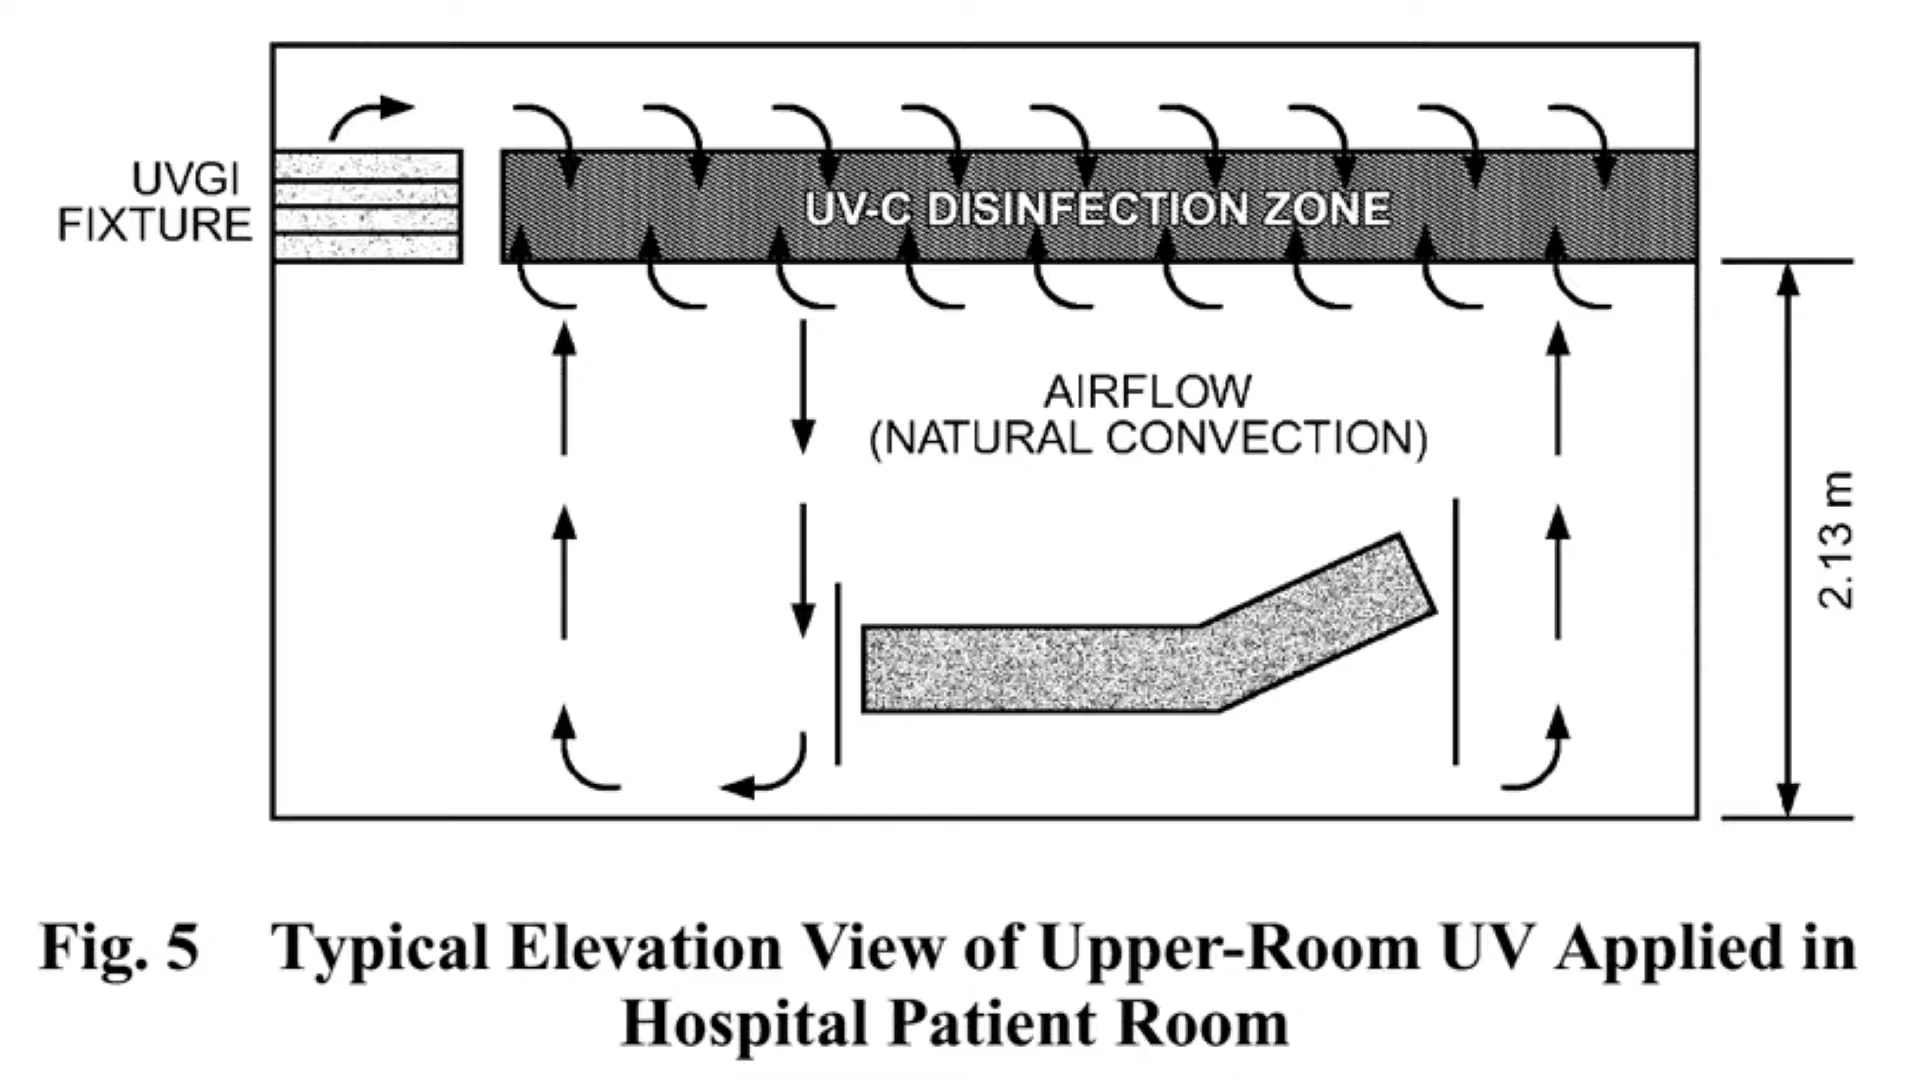 UVGI
FIXTURE
UV-C DISINFECTION ZONE
AIRFLOW
(NATURAL CONVECTION)
2.13 m
Fig. 5 Typical Elevation View of Upper-Room UV Applied in
Hospital Patient Room